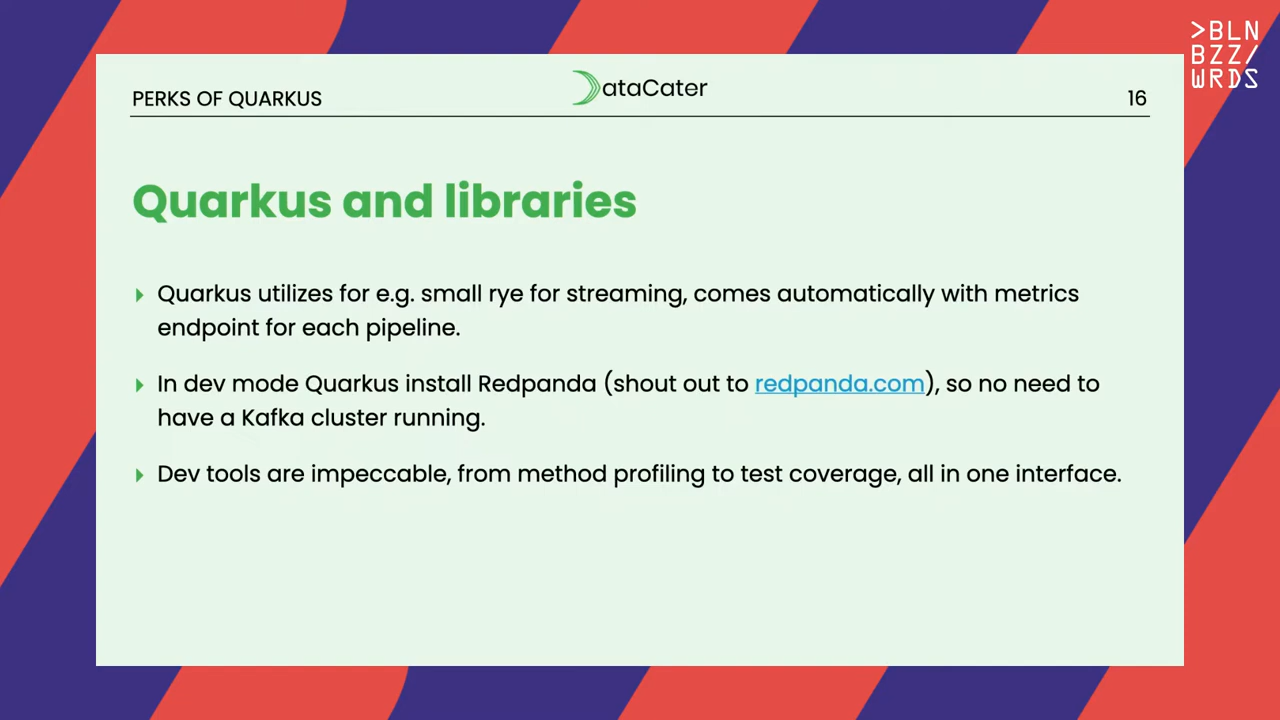 >BLN
BZZ/
WRDS
PERKS OF QUARKUS
DataCater
16
Quarkus and libraries
Quarkus utilizes for e.g. small rye for streaming, comes automatically with metrics
endpoint for each pipeline.
In dev mode Quarkus install Redpanda (shout out to redpanda.com), so no need to
have a Kafka cluster running.
Dev tools are impeccable, from method profiling to test coverage, all in one interface.